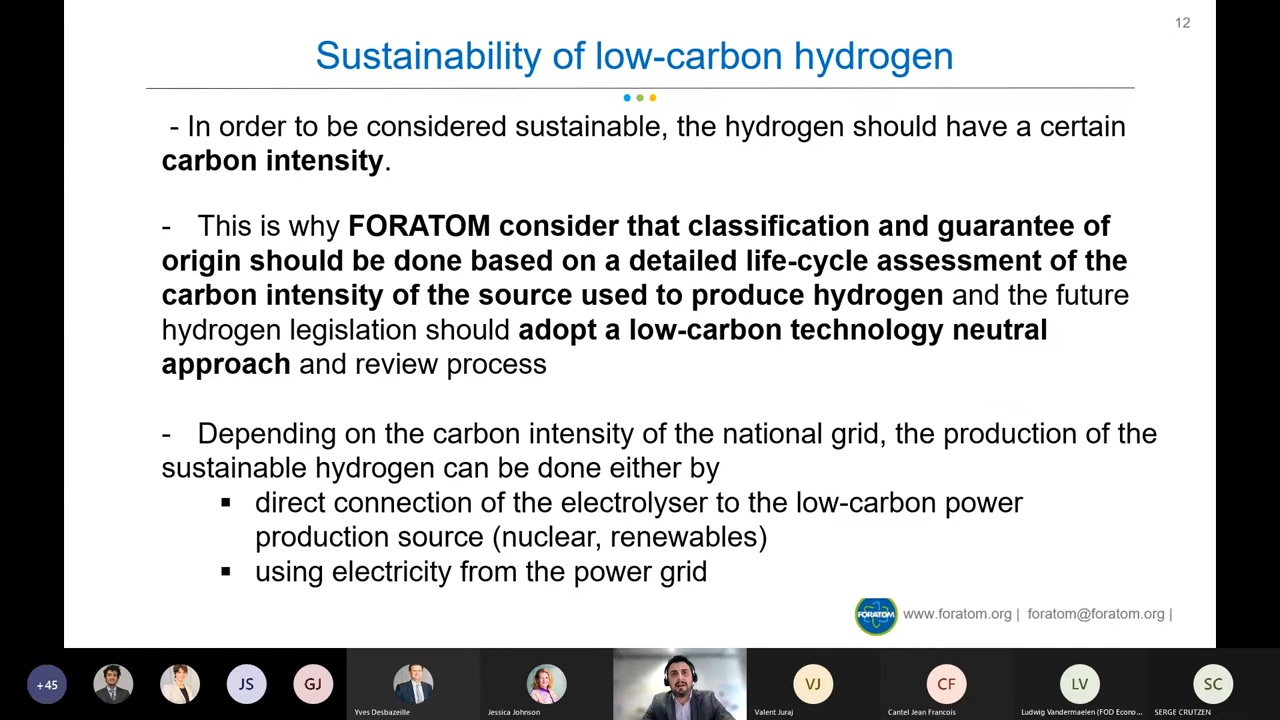 12
Sustainability of low-carbon hydrogen
- In order to be considered sustainable, the hydrogen should have a certain
carbon intensity.
- This is why FORATOM consider that classification and guarantee of
origin should be done based on a detailed life-cycle assessment of the
carbon intensity of the source used to produce hydrogen and the future
hydrogen legislation should adopt a low-carbon technology neutral
approach and review process
- Depending on the carbon intensity of the national grid, the production of the
sustainable hydrogen can be done either by
▪ direct connection of the electrolyser to the low-carbon power
production source (nuclear, renewables)
▪ using electricity from the power grid
FORATOM
www.foratom.org | foratom@foratom.org |
+45
JS
GJ
VJ
CF
LV
SC
Yves Desbazeille
Jessica Johnson
Valent Juraj
Cantel Jean Francois
Ludwig Vandermaelen (FOD Econo...
SERGE CRUTZEN